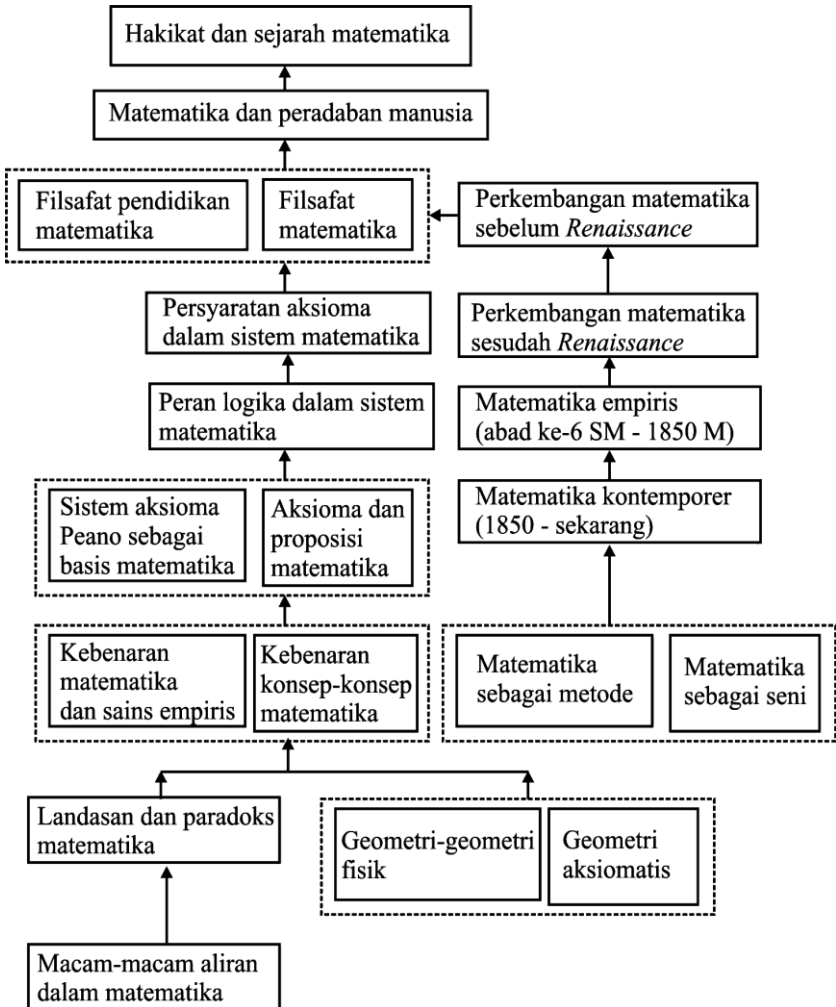 Hakikat dan sejarah matematika
Matematika dan peradaban manusia
Filsafat pendidikan
matematika
Filsafat
matematika
Perkembangan matematika
sebelum Renaissance
Persyaratan aksioma
dalam sistem matematika
Perkembangan matematika
sesudah Renaissance
Peran logika dalam sistem
matematika
Matematika empiris
(abad ke-6 SM - 1850 M)
Sistem aksioma
Peano sebagai
basis matematika
Aksioma dan
proposisi
matematika
Matematika kontemporer
(1850 - sekarang)
Kebenaran
matematika
dan sains empiris
Kebenaran
konsep-konsep
matematika
Matematika
sebagai metode
Matematika
sebagai seni
Landasan dan paradoks
matematika
Geometri-geometri
fisik
Geometri
aksiomatis
Macam-macam aliran
dalam matematika